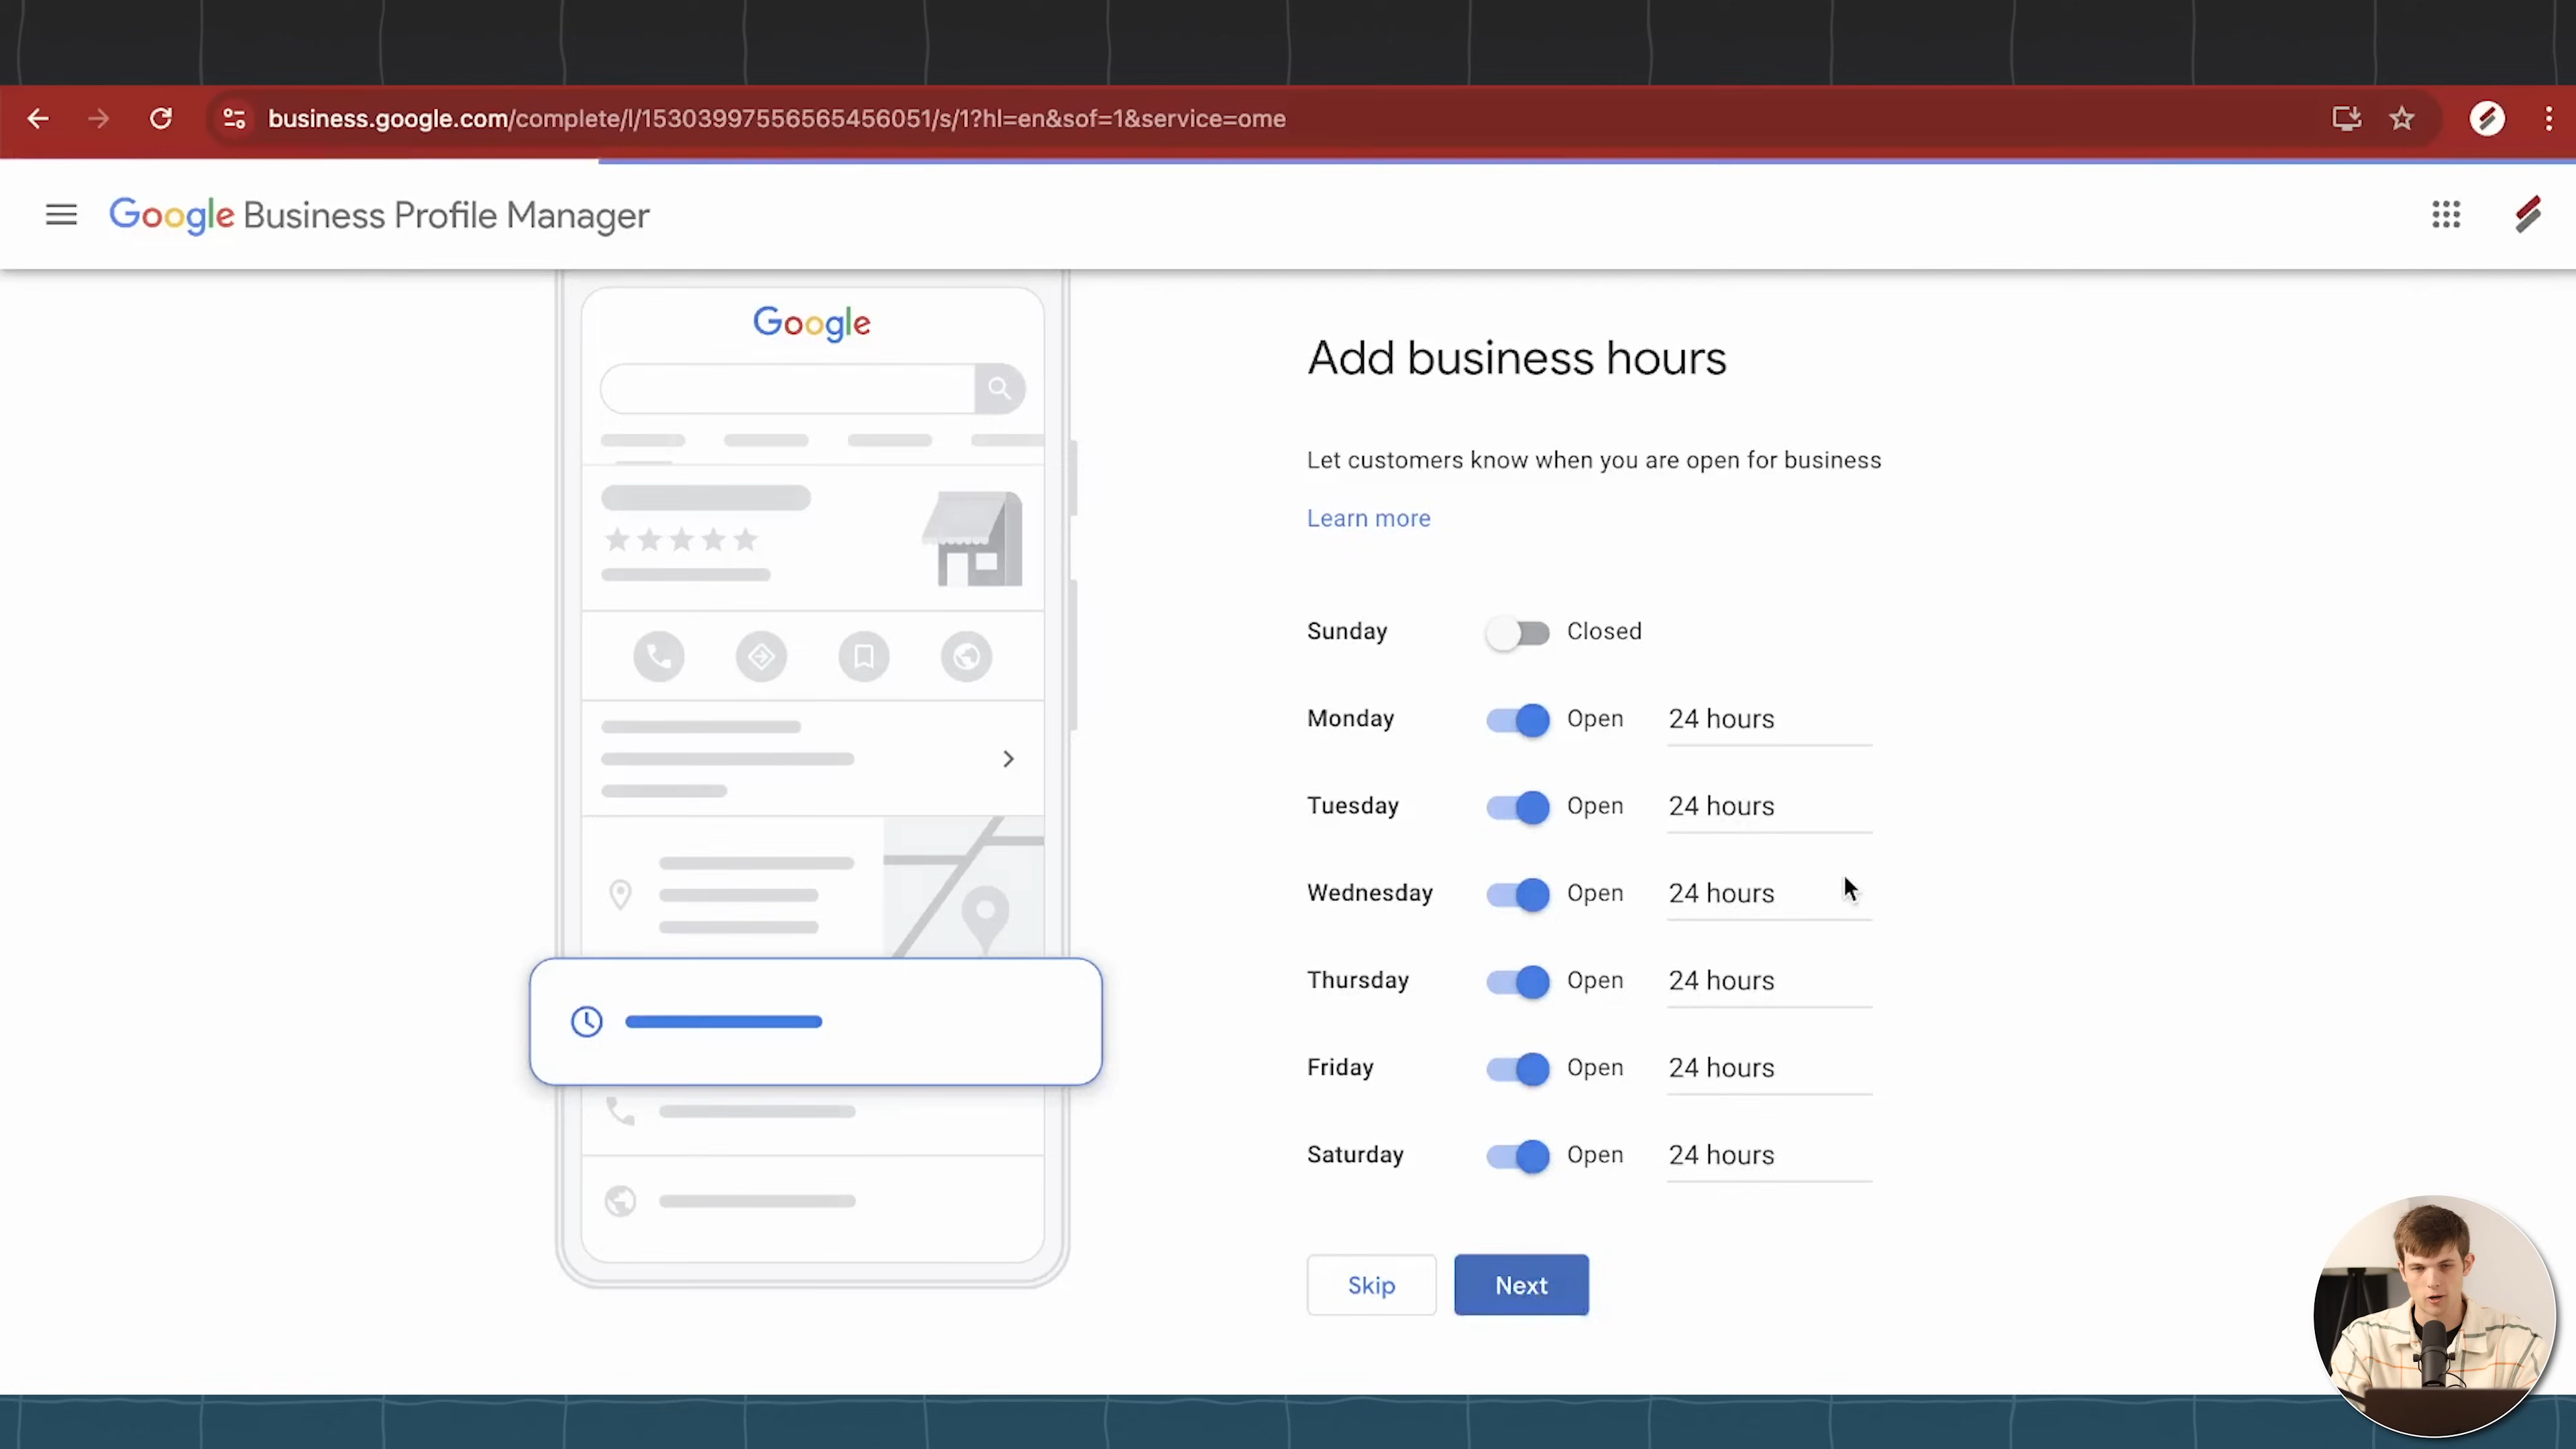 business.google.com/complete/l/15303997556565456051/s/1?hl=en&sof=1&service=ome
Google Business Profile Manager
Google
Add business hours
Let customers know when you are open for business
Learn more
Sunday Closed
Monday Open 24 hours
Tuesday Open 24 hours
Wednesday Open 24 hours
Thursday Open 24 hours
Friday Open 24 hours
Saturday Open 24 hours
Skip Next